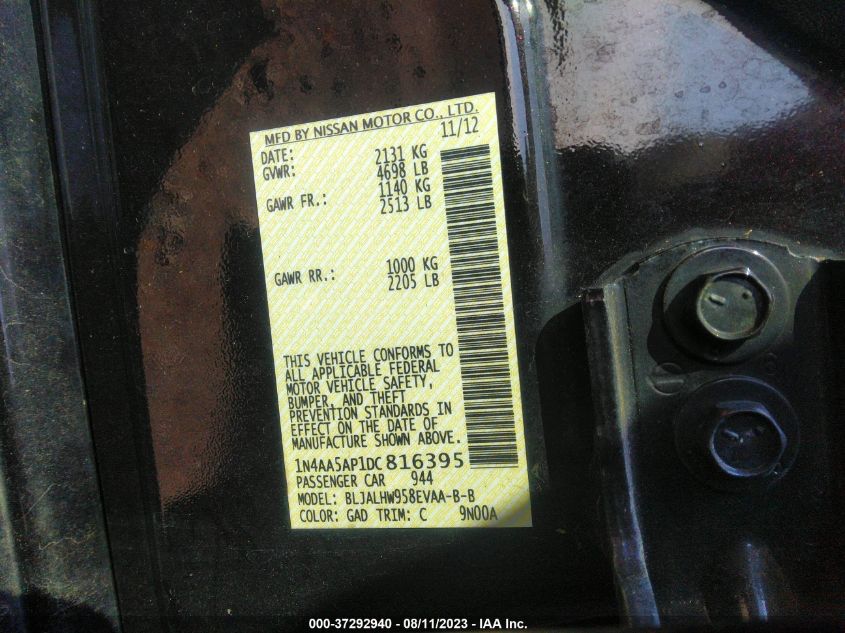 MFD BY NISSAN MOTOR CO., LTD.
DATE: 11/12
GVWR: 2131 KG
4698 LB
GAWR FR.: 1140 KG
2513 LB
GAWR RR.: 1000 KG
2205 LB
THIS VEHICLE CONFORMS TO
ALL APPLICABLE FEDERAL
MOTOR VEHICLE SAFETY,
BUMPER, AND THEFT
PREVENTION STANDARDS IN
EFFECT ON THE DATE OF
MANUFACTURE SHOWN ABOVE.
1N4AA5AP1DC816395
PASSENGER CAR 944
MODEL: BLJALHW958EVAA-B-B
COLOR: GAD TRIM: C 9N00A
000-37292940 - 08/11/2023 - IAA Inc.